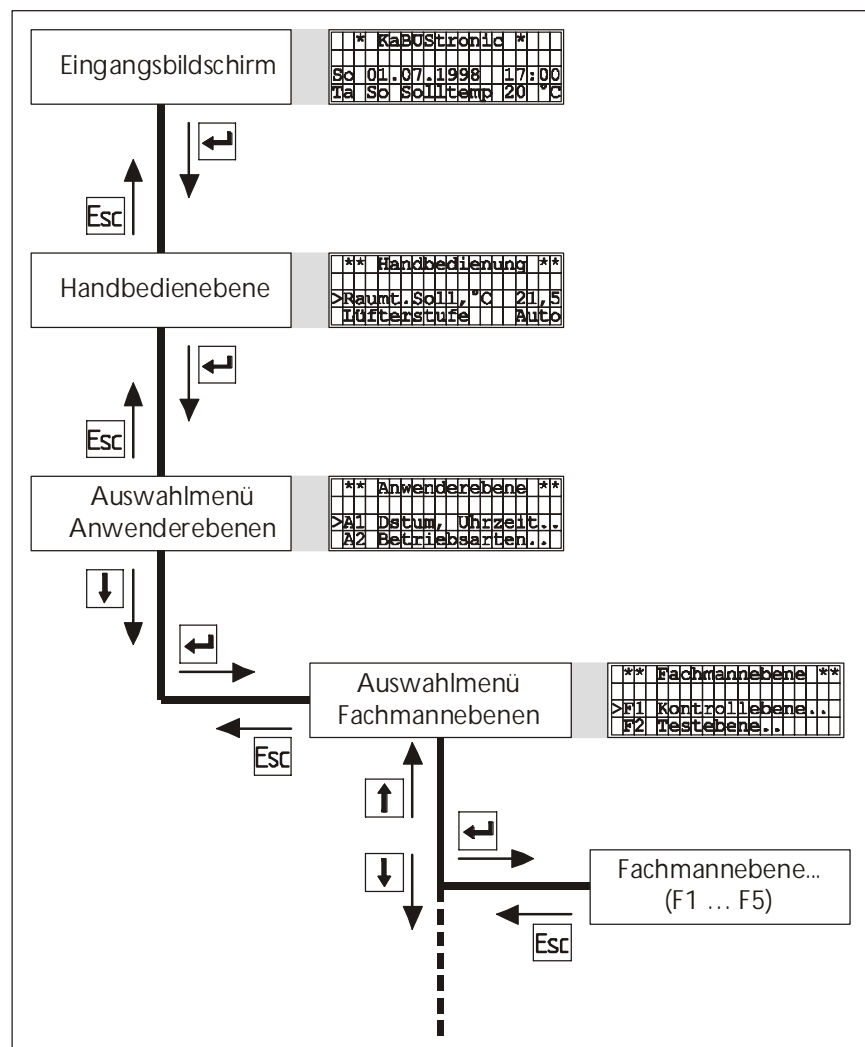 Eingangsbildschirm
* KaBUStronic *
So 01.07.1998 17:00
Ta So Solltemp 20 °C
Esc
Handbedienebene
** Handbedienung **
>Raumt.Soll,°C 21,5
Lüfterstufe Auto
Esc
Auswahlmenü
Anwenderebenen
** Anwenderebene **
>A1 Dstum, Uhrzeit..
A2 Betriebsarten..
Auswahlmenü
Fachmannebenen
** Fachmannebene **
>F1 Kontrollebene..
F2 Testebene..
Esc
Fachmannebene...
(F1 ... F5)
Esc